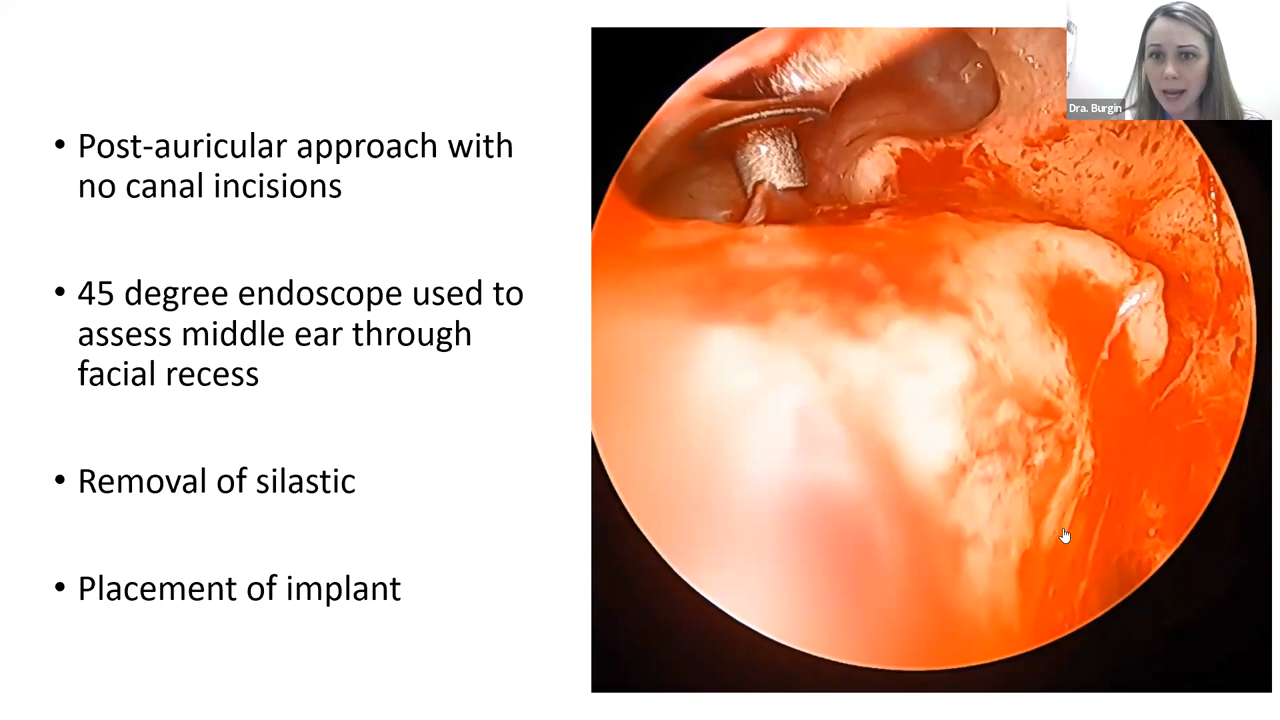 Dra. Burgin
• Post-auricular approach with
no canal incisions
• 45 degree endoscope used to
assess middle ear through
facial recess
• Removal of silastic
• Placement of implant